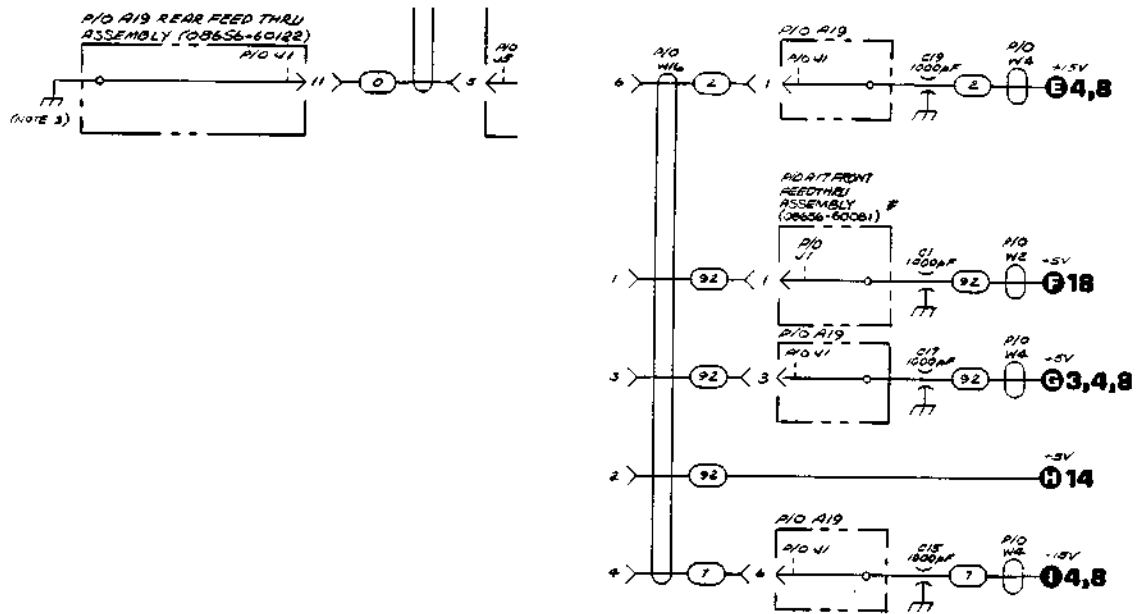 P/O A19 REAR FEED THRU
ASSEMBLY (08656-60122)
P/O J1
11
0
5
P/O
J5
(NOTE 3)
P/O
W16
6
2
1
P/O A19
P/O J1
C19
1000pF
2
P/O
W4
+15V
E 4,8
P/O A17 FRONT
FEEDTHRU
ASSEMBLY #
(08656-60081)
1
92
1
P/O
J1
C1
1000pF
92
P/O
W2
+5V
F 18
P/O A19
3
92
3
P/O J1
C17
1000pF
92
P/O
W4
+5V
G 3,4,8
2
92
+5V
H 14
P/O A19
4
7
6
P/O J1
C15
1000pF
7
P/O
W4
-15V
I 4,8